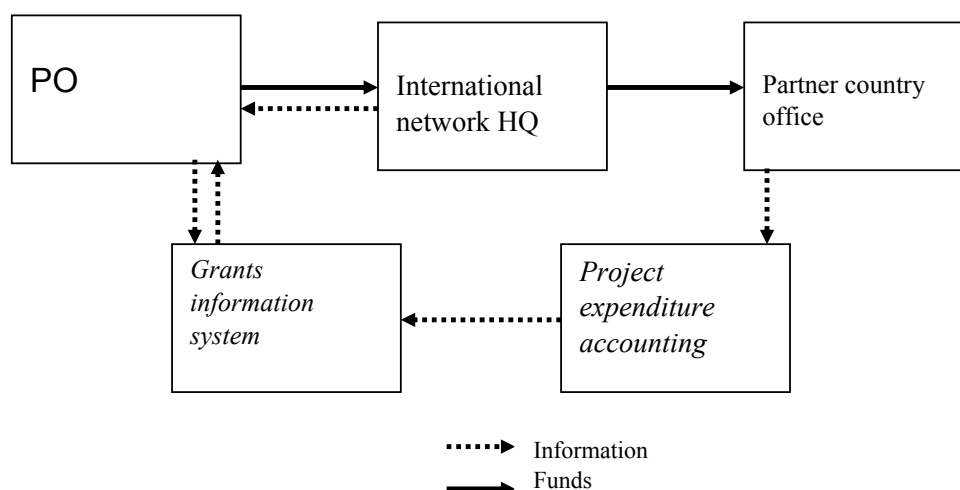 PO
International
network HQ
Partner country
office
Grants
information
system
Project
expenditure
accounting
Information
Funds